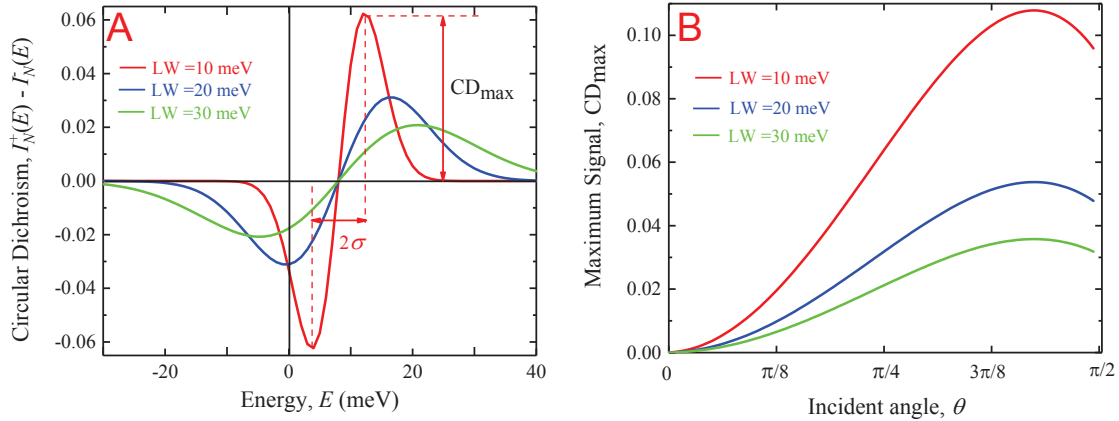 A
0.06
0.04
0.02
0.00
-0.02
-0.04
-0.06
Circular Dichroism, I⁺_N(E) - I⁻_N(E)
LW =10 meV
LW =20 meV
LW =30 meV
CD_max
2σ
-20 0 20 40
Energy, E (meV)
B
0.10
0.08
0.06
0.04
0.02
0.00
Maximum Signal, CD_max
LW =10 meV
LW =20 meV
LW =30 meV
0 π/8 π/4 3π/8 π/2
Incident angle, θ